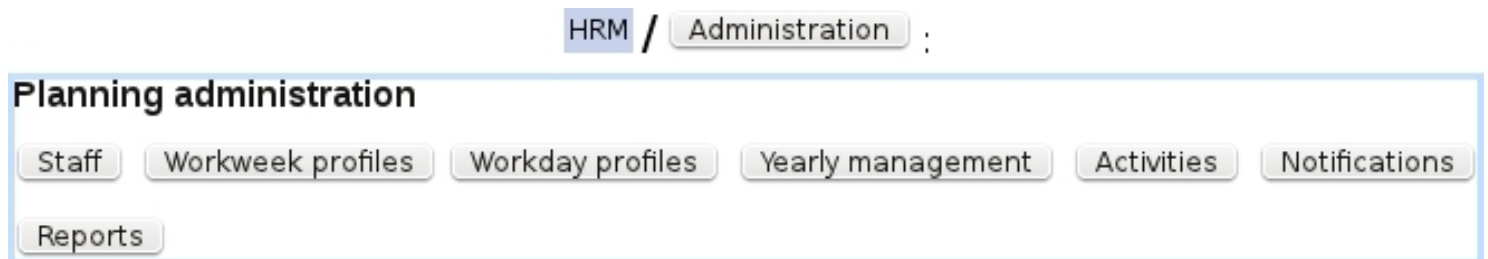 HRM / Administration :
Planning administration
Staff Workweek profiles Workday profiles Yearly management Activities Notifications
Reports